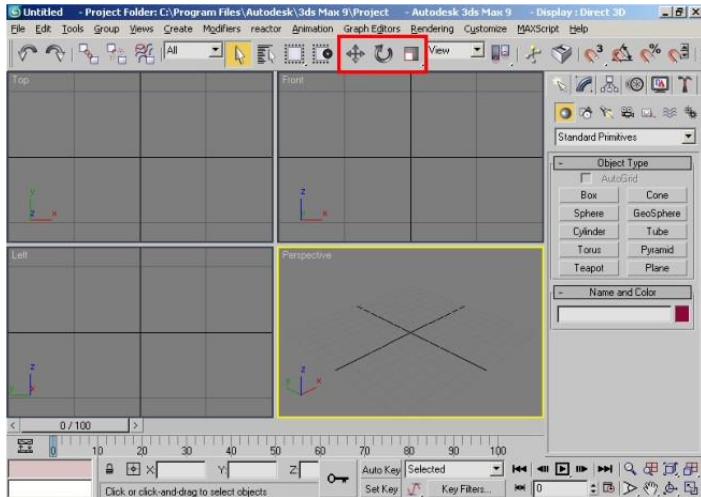 Untitled - Project Folder: C:\Program Files\Autodesk\3ds Max 9\Project - Autodesk 3ds Max 9 - Display : Direct 3D
File Edit Tools Group Views Create Modifiers reactor Animation Graph Editors Rendering Customize MAXScript Help
All View 3
Top Front
Standard Primitives
- Object Type
AutoGrid
Box Cone
Sphere GeoSphere
Cylinder Tube
Torus Pyramid
Teapot Plane
- Name and Color
y z x
z x
Left Perspective
z y
z y x
< 0 / 100 >
0 10 20 30 40 50 60 70 80 90 100
X: Y: Z: Auto Key Selected
Click or click-and-drag to select objects Set Key Key Filters... 0